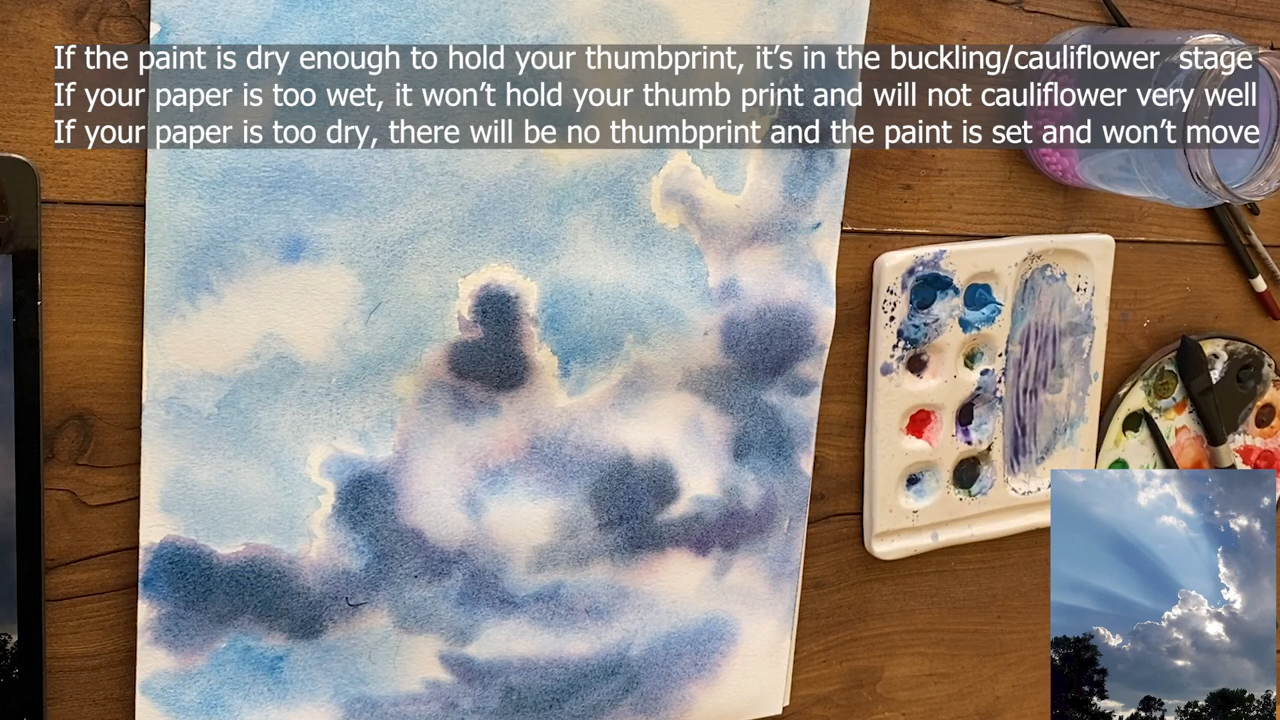 If the paint is dry enough to hold your thumbprint, it’s in the buckling/cauliflower  stage
If your paper is too wet, it won’t hold your thumb print and will not cauliflower very well
If your paper is too dry, there will be no thumbprint and the paint is set and won’t move